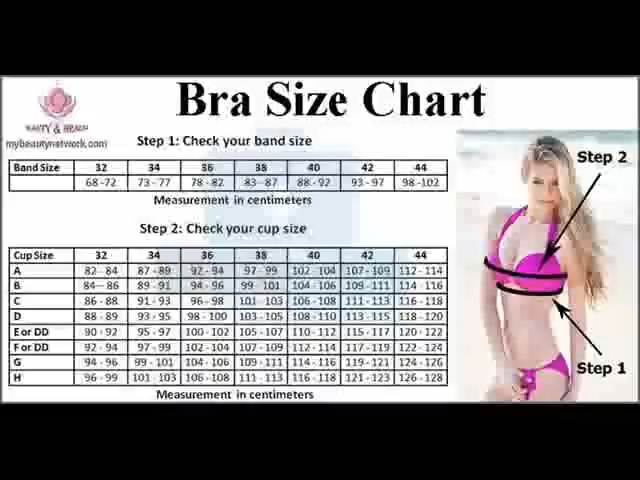 Bra Size Chart
BEAUTY & HEALTH
mybeautynetwork.com
Step 1: Check your band size
Band Size 32 34 36 38 40 42 44
68 -72 73 – 77 78 – 82 83 – 87 88 – 92 93 – 97 98 -102
Measurement in centimeters
Step 2: Check your cup size
Cup Size 32 34 36 38 40 42 44
A 82 – 84 87 - 89 92 – 94 97 – 99 102 – 104 107 – 109 112 – 114
B 84 – 86 89 – 91 94 – 96 99 – 101 104 – 106 109 – 111 114 – 116
C 86 – 88 91 – 93 96 – 98 101 – 103 106 – 108 111 – 113 116 – 118
D 88 – 89 93 – 95 98 – 100 103 – 105 108 – 110 113 – 115 118 – 120
E or DD 90 – 92 95 – 97 100 – 102 105 – 107 110 – 112 115 – 117 120 – 122
F or DD 92 – 94 97 – 99 102 – 104 107 – 109 112 – 114 117 – 119 122 – 124
G 94 – 96 99 – 101 104 – 106 109 – 111 114 – 116 119 – 121 124 – 126
H 96 – 99 101 – 103 106 – 108 111 – 113 116 – 118 121 – 123 126 – 128
Measurement in centimeters
Step 2
Step 1